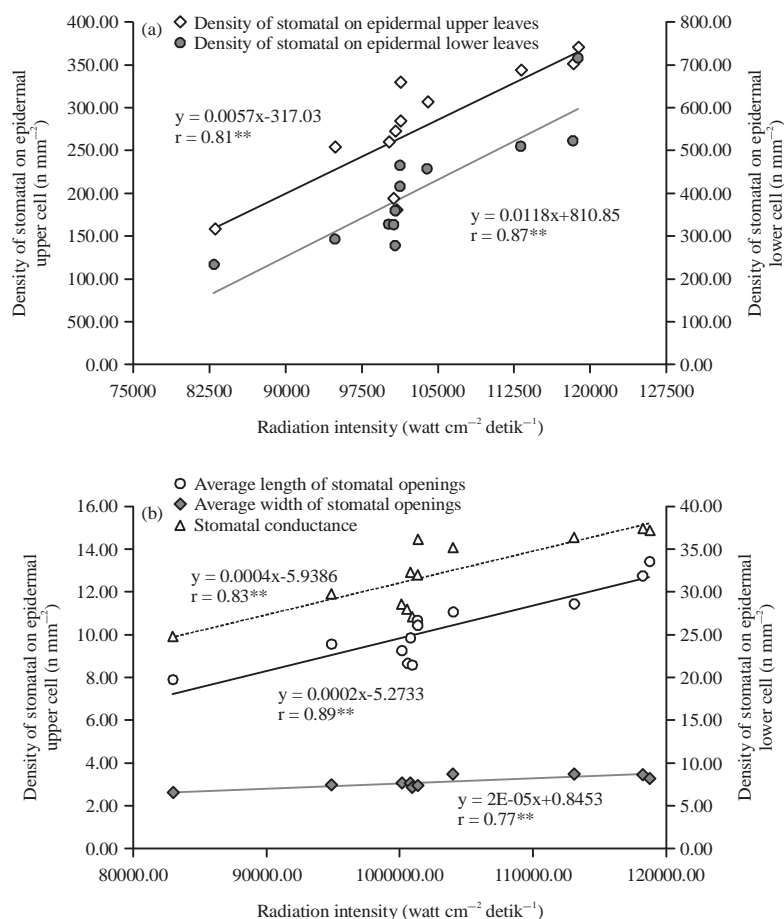 (a)
Density of stomatal on epidermal upper leaves
Density of stomatal on epidermal lower leaves
400.00
350.00
300.00
250.00
200.00
150.00
100.00
500.00
00.00
Density of stomatal on epidermal
upper cell (n mm−2)
800.00
700.00
600.00
500.00
400.00
300.00
200.00
100.00
00.00
Density of stomatal on epidermal
lower cell (n mm−2)
y = 0.0057x-317.03
r = 0.81**
y = 0.0118x+810.85
r = 0.87**
75000 82500 90000 97500 105000 112500 120000 127500
Radiation intensity (watt cm−2 detik−1)
(b)
Average length of stomatal openings
Average width of stomatal openings
Stomatal conductance
16.00
14.00
12.00
10.00
8.00
6.00
4.00
2.00
0.00
Density of stomatal on epidermal
upper cell (n mm−2)
40.00
35.00
30.00
25.00
20.00
15.00
10.00
5.00
0.00
Density of stomatal on epidermal
lower cell (n mm−2)
y = 0.0004x-5.9386
r = 0.83**
y = 0.0002x-5.2733
r = 0.89**
y = 2E-05x+0.8453
r = 0.77**
80000.00 90000.00 1000000.00 110000.00 120000.00
Radiation intensity (watt cm−2 detik−1)